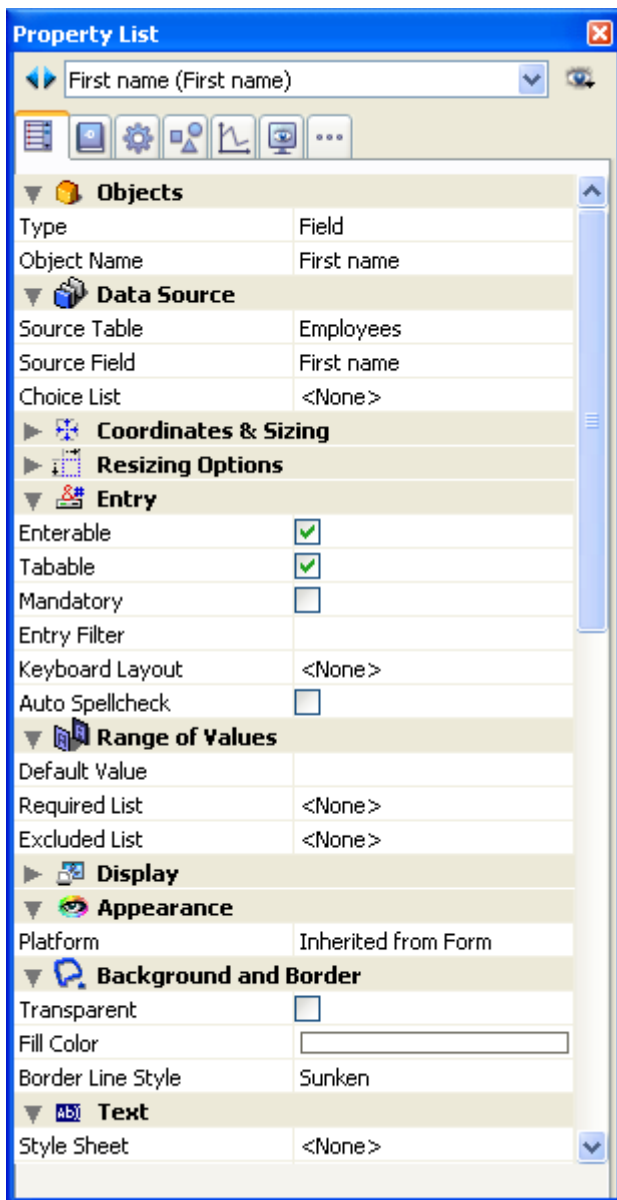 Property List
First name (First name)
Objects
Type Field
Object Name First name
Data Source
Source Table Employees
Source Field First name
Choice List <None>
Coordinates & Sizing
Resizing Options
Entry
Enterable
Tabable
Mandatory
Entry Filter
Keyboard Layout <None>
Auto Spellcheck
Range of Values
Default Value
Required List <None>
Excluded List <None>
Display
Appearance
Platform Inherited from Form
Background and Border
Transparent
Fill Color
Border Line Style Sunken
Text
Style Sheet <None>